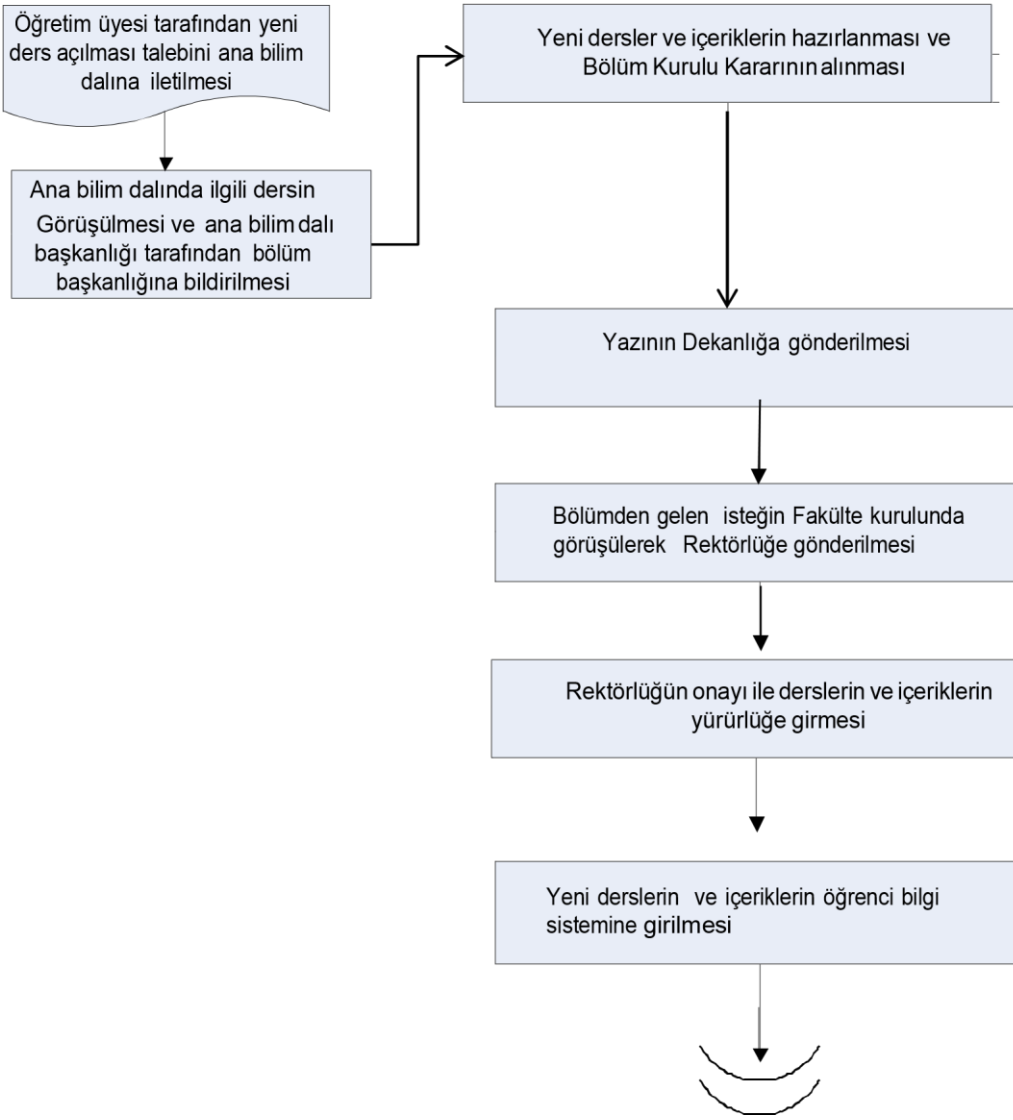 Öğretim üyesi tarafından yeni
ders açılması talebini ana bilim
dalına iletilmesi
Ana bilim dalında ilgili dersin
Görüşülmesi ve ana bilim dalı
başkanlığı tarafından bölüm
başkanlığına bildirilmesi
Yeni dersler ve içeriklerin hazırlanması ve
Bölüm Kurulu Kararının alınması
Yazının Dekanlığa gönderilmesi
Bölümden gelen isteğin Fakülte kurulunda
görüşülerek Rektörlüğe gönderilmesi
Rektörlüğün onayı ile derslerin ve içeriklerin
yürürlüğe girmesi
Yeni derslerin ve içeriklerin öğrenci bilgi
sistemine girilmesi